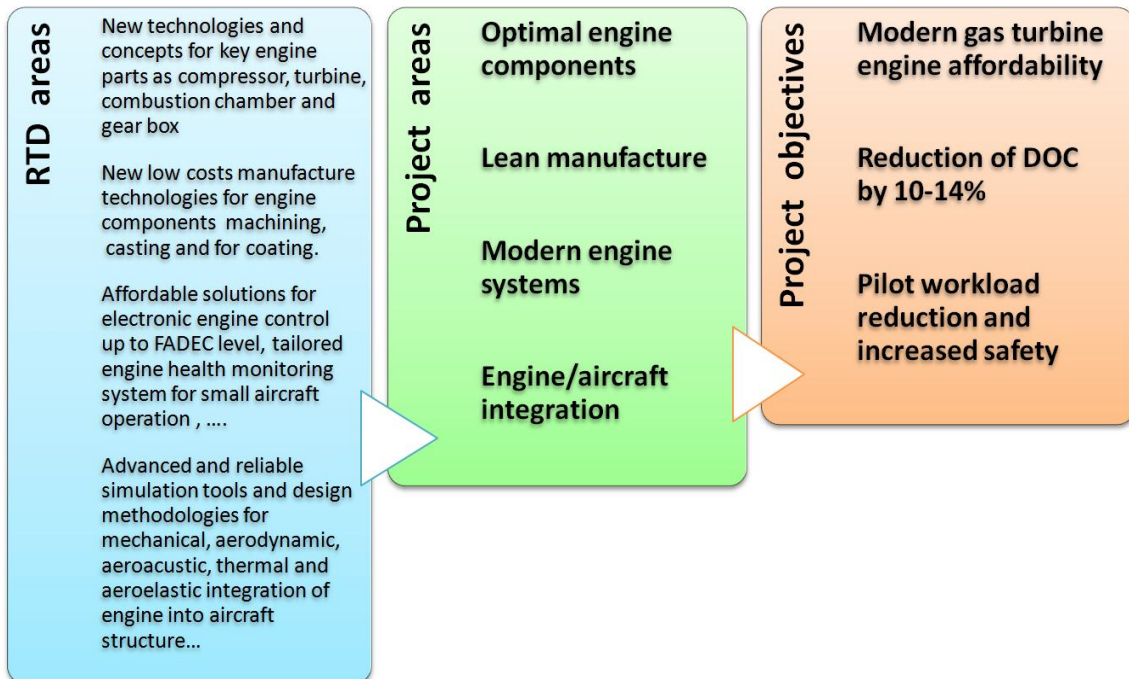 RTD areas
New technologies and
concepts for key engine
parts as compressor, turbine,
combustion chamber and
gear box
New low costs manufacture
technologies for engine
components machining,
casting and for coating.
Affordable solutions for
electronic engine control
up to FADEC level, tailored
engine health monitoring
system for small aircraft
operation , ....
Advanced and reliable
simulation tools and design
methodologies for
mechanical, aerodynamic,
aeroacustic, thermal and
aeroelastic integration of
engine into aircraft
structure...
Project areas
Optimal engine
components
Lean manufacture
Modern engine
systems
Engine/aircraft
integration
Project objectives
Modern gas turbine
engine affordability
Reduction of DOC
by 10-14%
Pilot workload
reduction and
increased safety